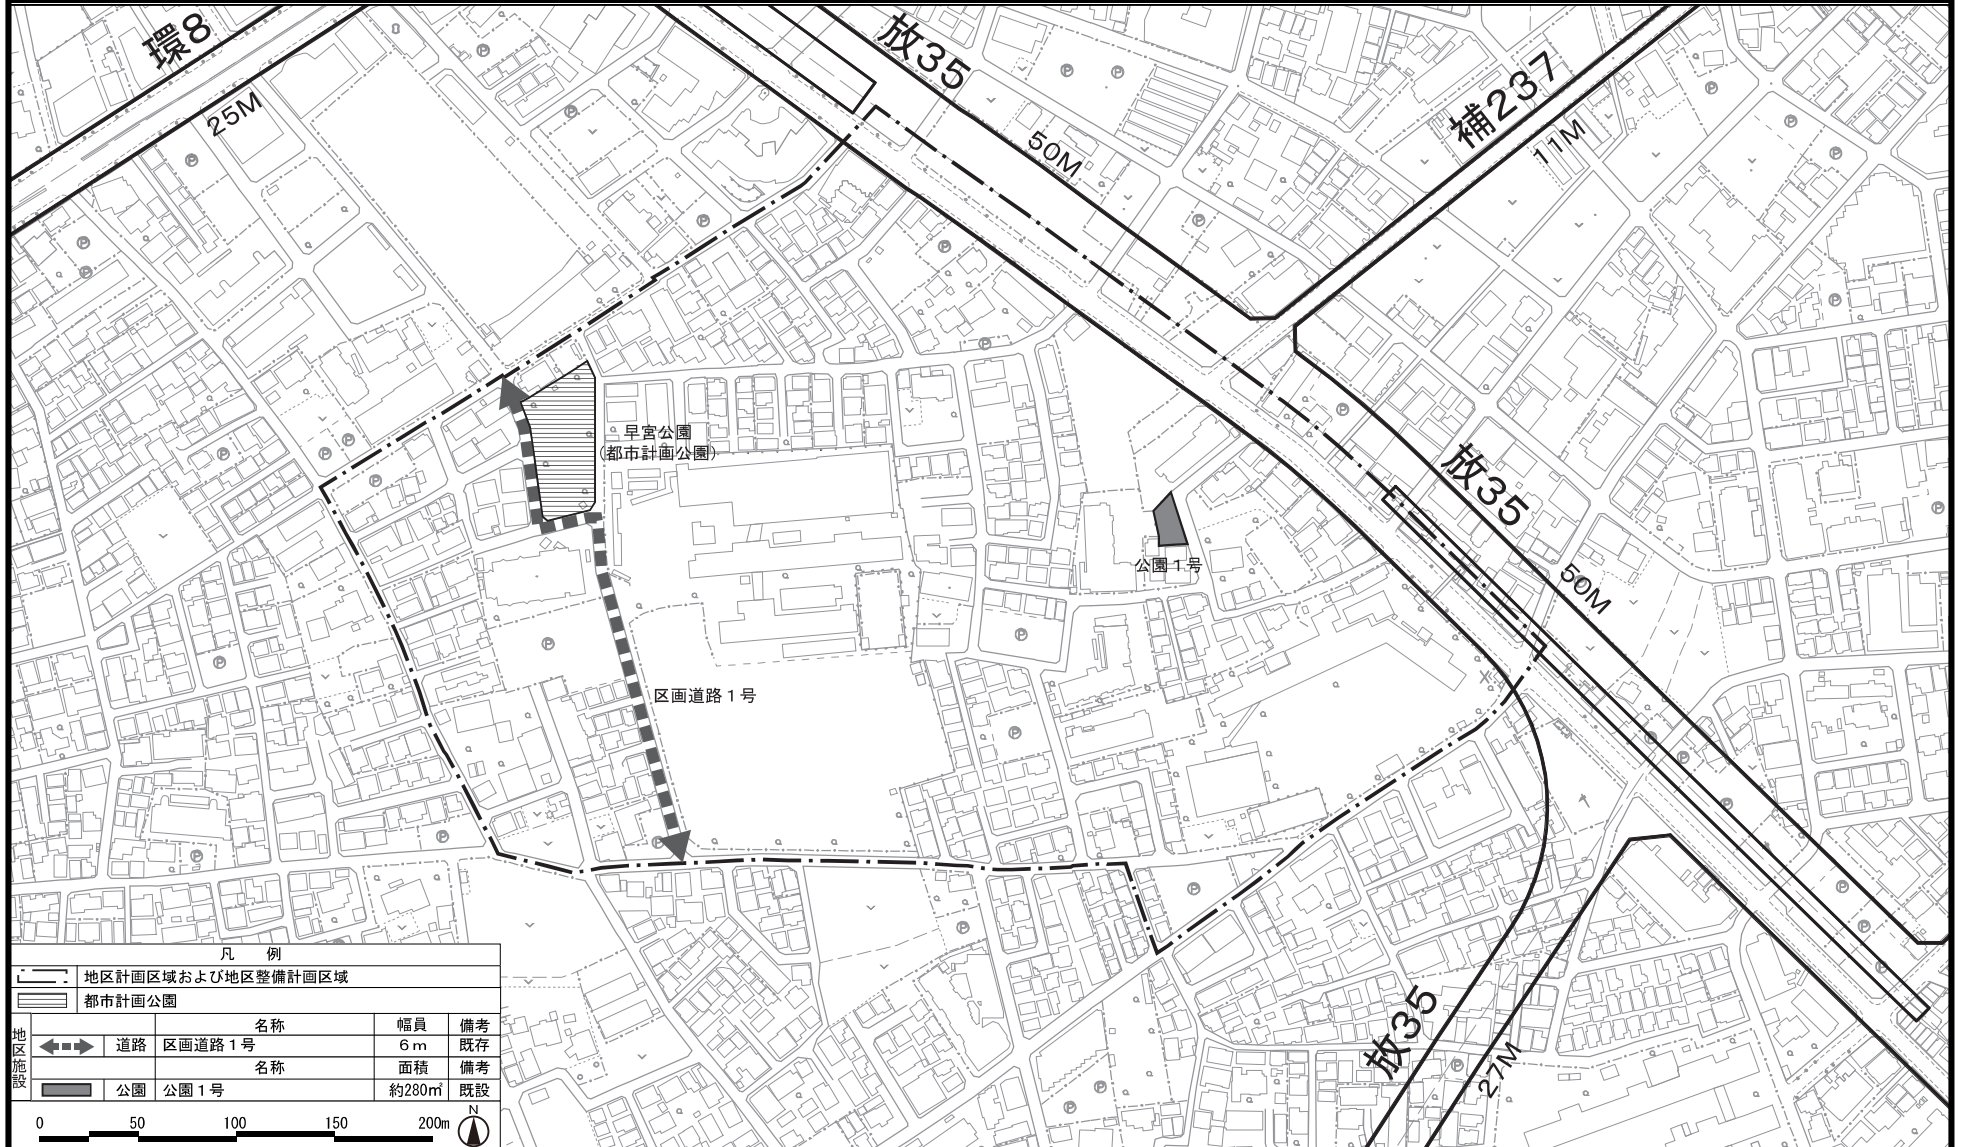 環8
25M
放35
50M
補237
11M
早宮公園
(都市計画公園)
公園1号
放35
50M
区画道路1号
放35
27M
凡 例
地区計画区域および地区整備計画区域
都市計画公園
地区施設
名称 幅員 備考
道路 区画道路1号 6m 既存
名称 面積 備考
公園 公園1号 約280㎡ 既設
0 50 100 150 200m
N